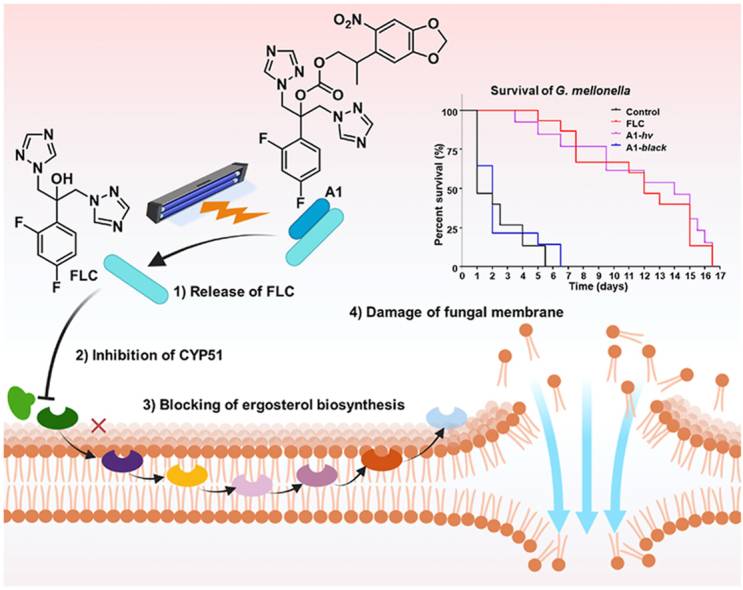 O₂N
O
O
O
O
N
N
N
O
N
N
N
F
F
A1
N
N
N
OH
N
N
N
F
F
FLC
Survival of G. mellonella
Control
FLC
A1-hv
A1-black
Percent survival (%)
100
75
50
25
0
0 1 2 3 4 5 6 7 8 9 10 11 12 13 14 15 16 17
Time (days)
1) Release of FLC
2) Inhibition of CYP51
3) Blocking of ergosterol biosynthesis
4) Damage of fungal membrane